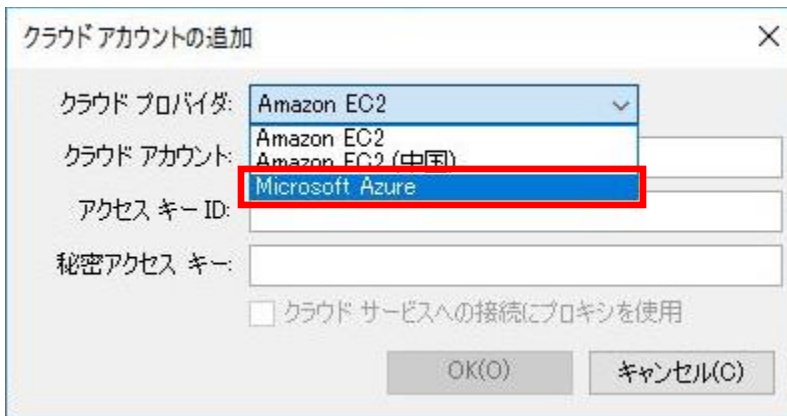 クラウド アカウントの追加
クラウド プロバイダ: Amazon EC2
Amazon EC2
クラウド アカウント:
Amazon EC2 (中国)
Microsoft Azure
アクセス キー ID:
秘密アクセス キー:
クラウド サービスへの接続にプロキシを使用
OK(O) キャンセル(C)